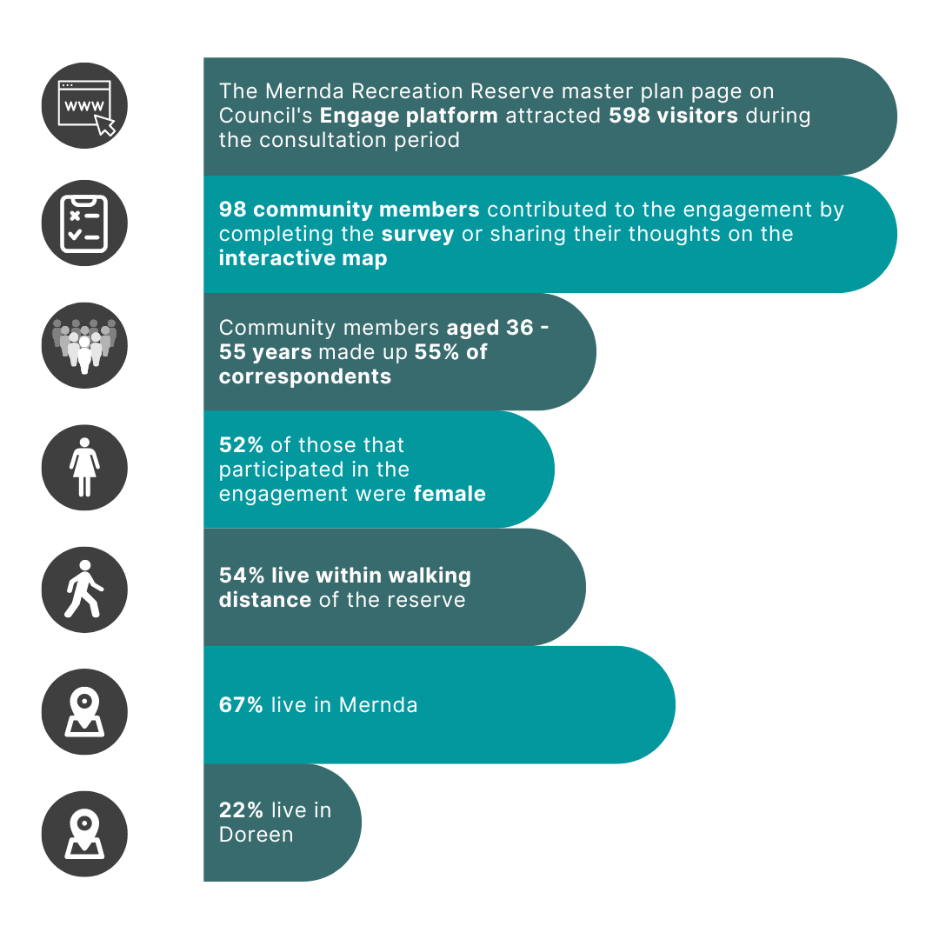 www
The Mernda Recreation Reserve master plan page on
Council's Engage platform attracted 598 visitors during
the consultation period
98 community members contributed to the engagement by
completing the survey or sharing their thoughts on the
interactive map
Community members aged 36 -
55 years made up 55% of
correspondents
52% of those that
participated in the
engagement were female
54% live within walking
distance of the reserve
67% live in Mernda
22% live in
Doreen